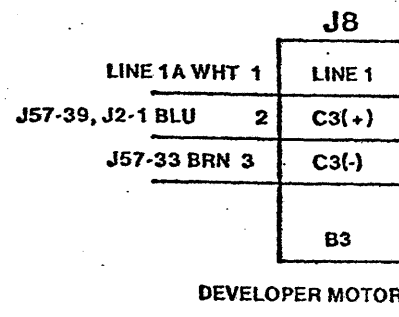 J8
LINE 1A WHT 1 LINE 1
J57-39, J2-1 BLU 2 C3(+)
J57-33 BRN 3 C3(-)
B3
DEVELOPER MOTOR